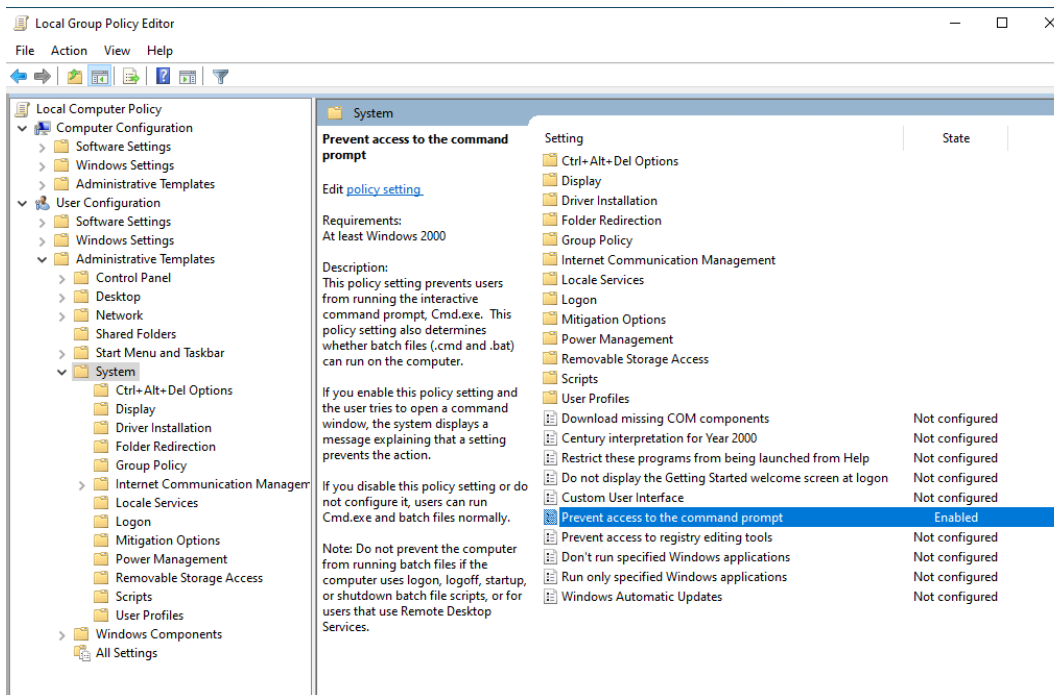 Local Group Policy Editor
File Action View Help
Local Computer Policy
Computer Configuration
Software Settings
Windows Settings
Administrative Templates
User Configuration
Software Settings
Windows Settings
Administrative Templates
Control Panel
Desktop
Network
Shared Folders
Start Menu and Taskbar
System
Ctrl+Alt+Del Options
Display
Driver Installation
Folder Redirection
Group Policy
Internet Communication Managem
Locale Services
Logon
Mitigation Options
Power Management
Removable Storage Access
Scripts
User Profiles
Windows Components
All Settings
System
Prevent access to the command
prompt
Edit policy setting
Requirements:
At least Windows 2000
Description:
This policy setting prevents users
from running the interactive
command prompt, Cmd.exe. This
policy setting also determines
whether batch files (.cmd and .bat)
can run on the computer.
If you enable this policy setting and
the user tries to open a command
window, the system displays a
message explaining that a setting
prevents the action.
If you disable this policy setting or do
not configure it, users can run
Cmd.exe and batch files normally.
Note: Do not prevent the computer
from running batch files if the
computer uses logon, logoff, startup,
or shutdown batch file scripts, or for
users that use Remote Desktop
Services.
Setting State
Ctrl+Alt+Del Options
Display
Driver Installation
Folder Redirection
Group Policy
Internet Communication Management
Locale Services
Logon
Mitigation Options
Power Management
Removable Storage Access
Scripts
User Profiles
Download missing COM components Not configured
Century interpretation for Year 2000 Not configured
Restrict these programs from being launched from Help Not configured
Do not display the Getting Started welcome screen at logon Not configured
Custom User Interface Not configured
Prevent access to the command prompt Enabled
Prevent access to registry editing tools Not configured
Don't run specified Windows applications Not configured
Run only specified Windows applications Not configured
Windows Automatic Updates Not configured